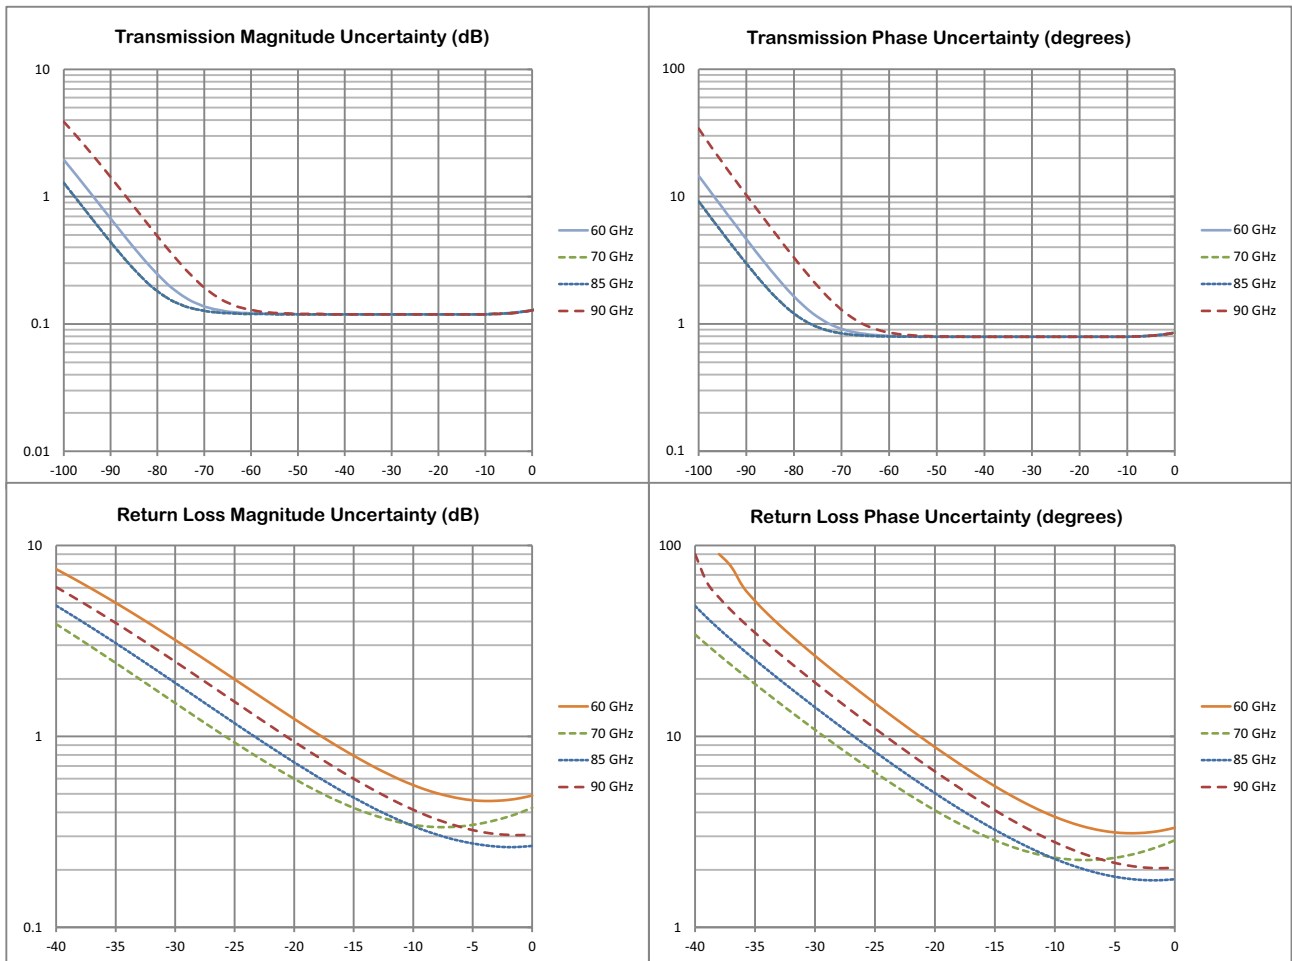 Transmission Magnitude Uncertainty (dB)
10
1
0.1
0.01
-100 -90 -80 -70 -60 -50 -40 -30 -20 -10 0
60 GHz
70 GHz
85 GHz
90 GHz
Transmission Phase Uncertainty (degrees)
100
10
1
0.1
-100 -90 -80 -70 -60 -50 -40 -30 -20 -10 0
60 GHz
70 GHz
85 GHz
90 GHz
Return Loss Magnitude Uncertainty (dB)
10
1
0.1
-40 -35 -30 -25 -20 -15 -10 -5 0
60 GHz
70 GHz
85 GHz
90 GHz
Return Loss Phase Uncertainty (degrees)
100
10
1
-40 -35 -30 -25 -20 -15 -10 -5 0
60 GHz
70 GHz
85 GHz
90 GHz